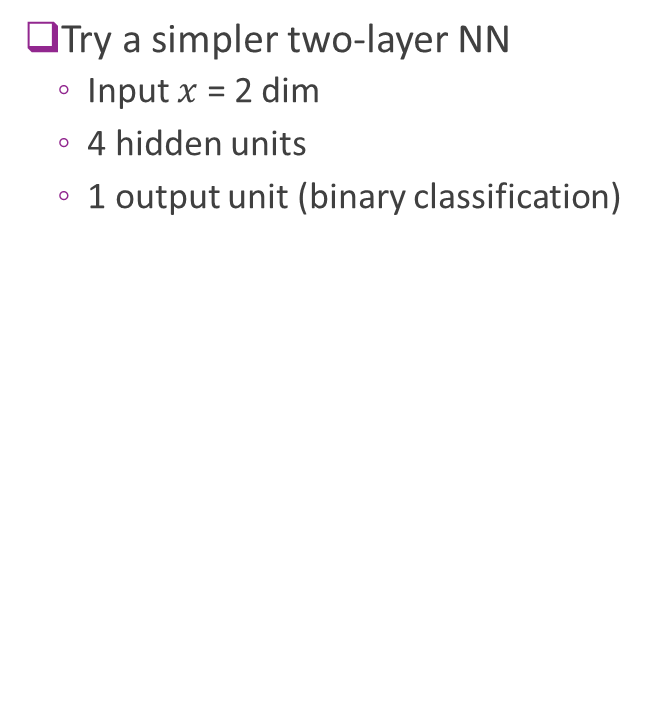 ❑Try a simpler two-layer NN
◦ Input 𝑥 = 2 dim
◦ 4 hidden units
◦ 1 output unit (binary classification)